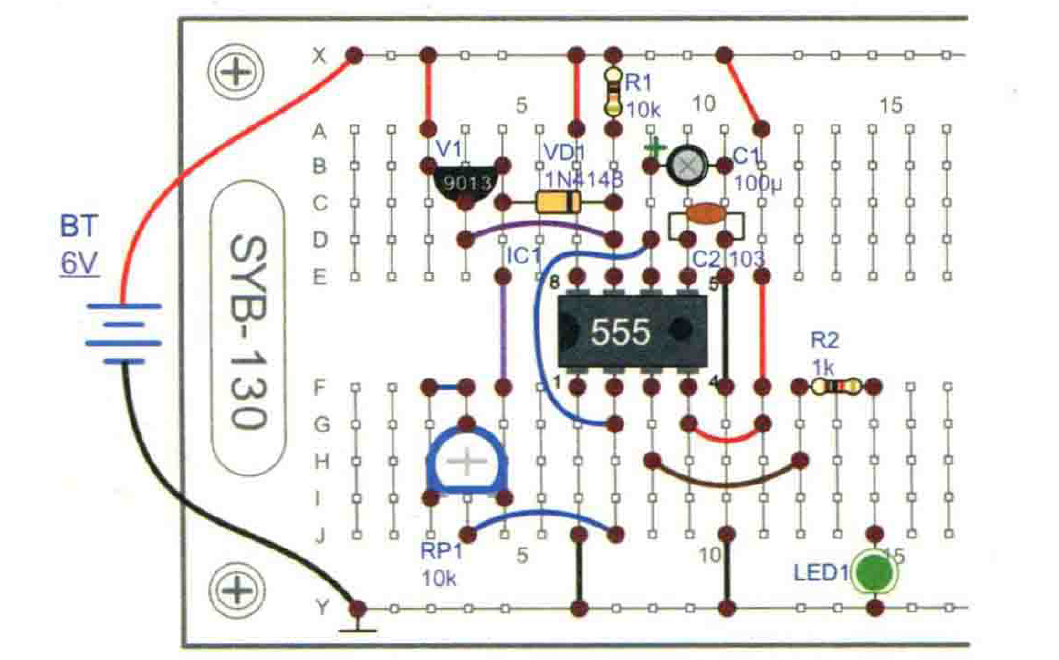 X
R1
10k
5
10
15
A
V1
VD1
+
C1
B
9013
1N4148
100μ
C
D
BT
6V
IC1
C2 103
E
8
5
SYB-130
555
R2
1k
1
4
F
G
H
I
J
RP1
10k
5
10
15
LED1
Y